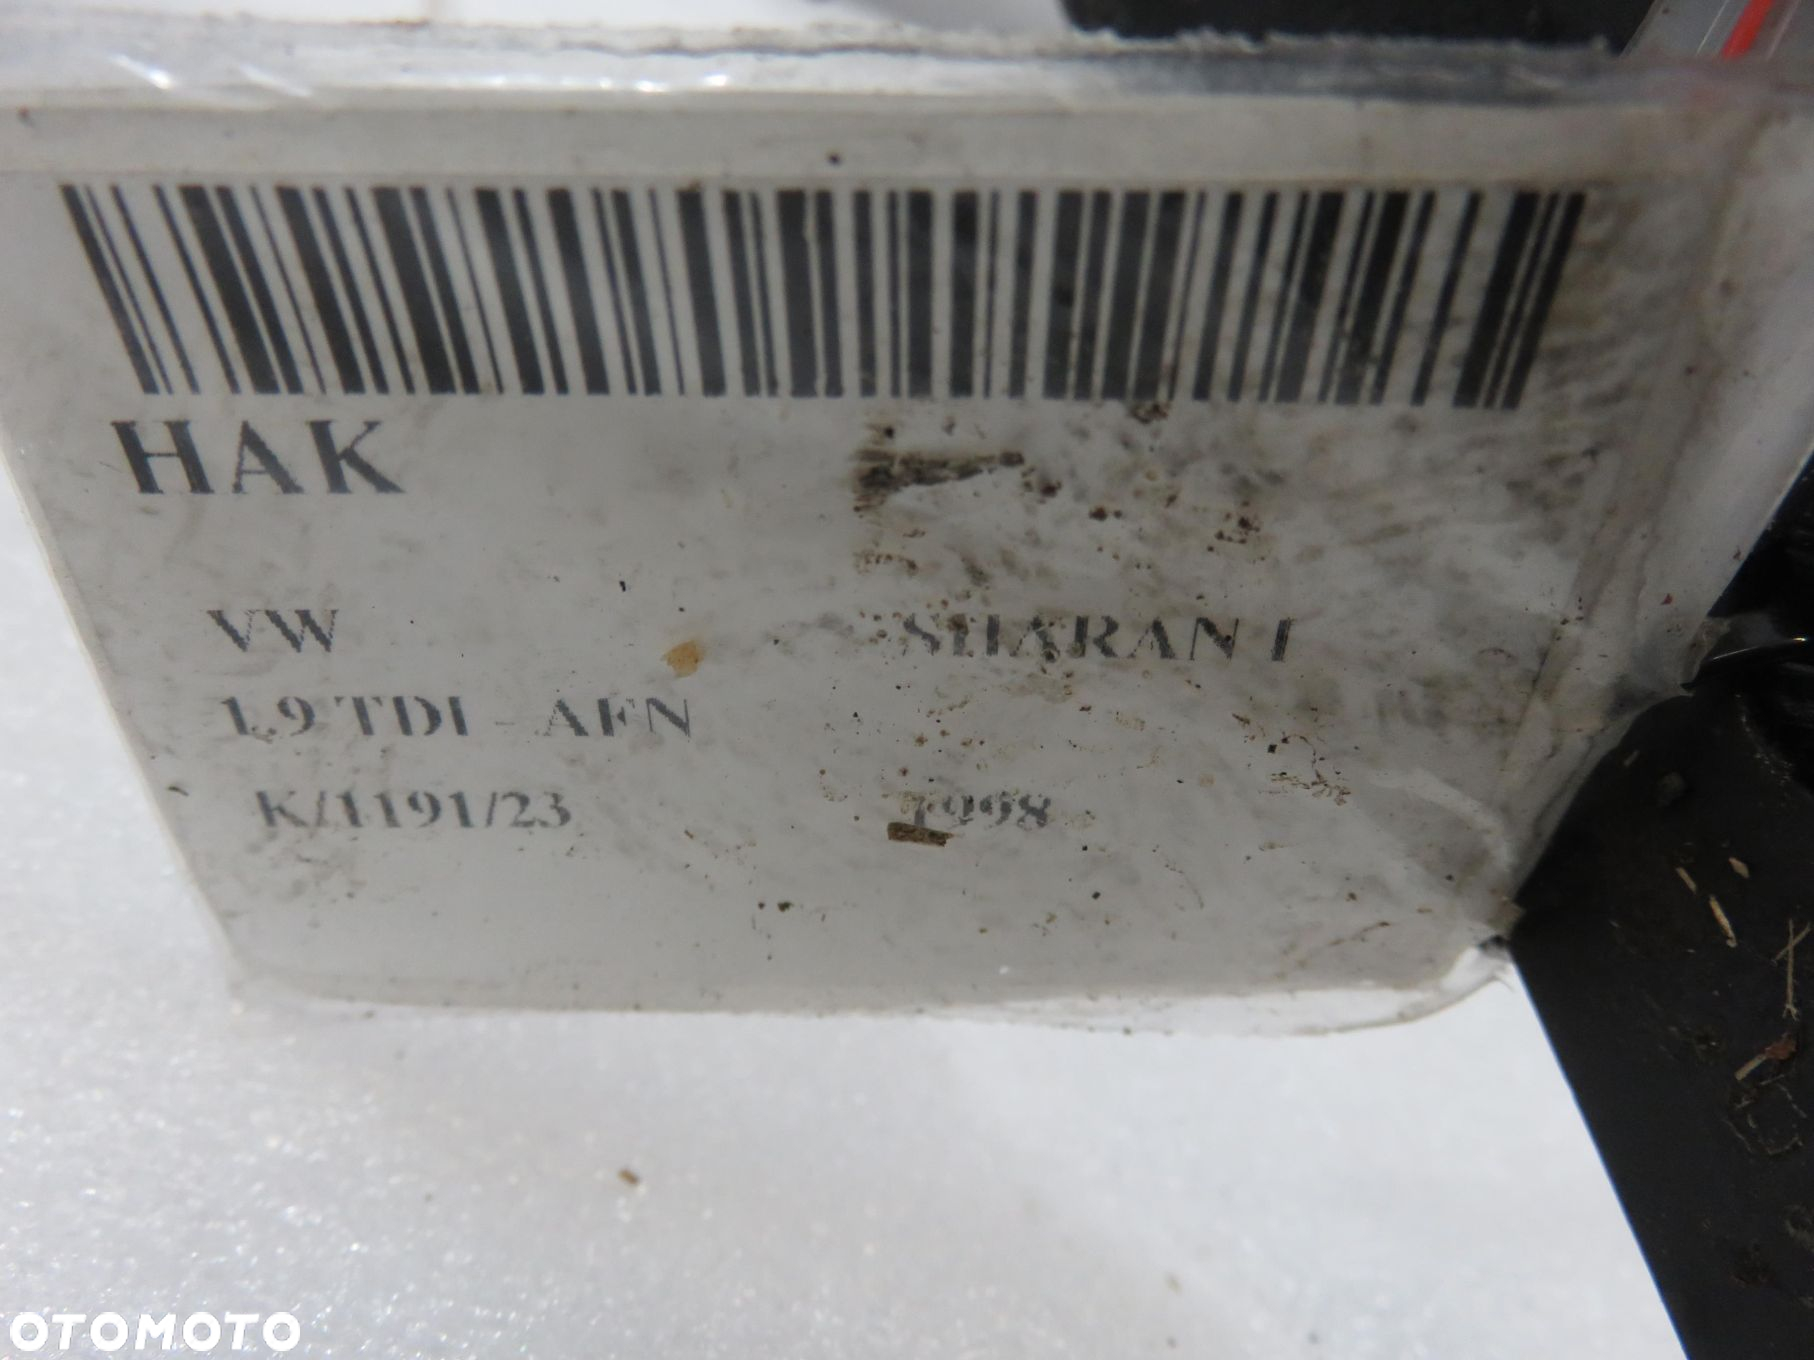 HAK
VW SHARAN I
1.9 TDI - AFN
K/1191/23 1998
OTOMOTO